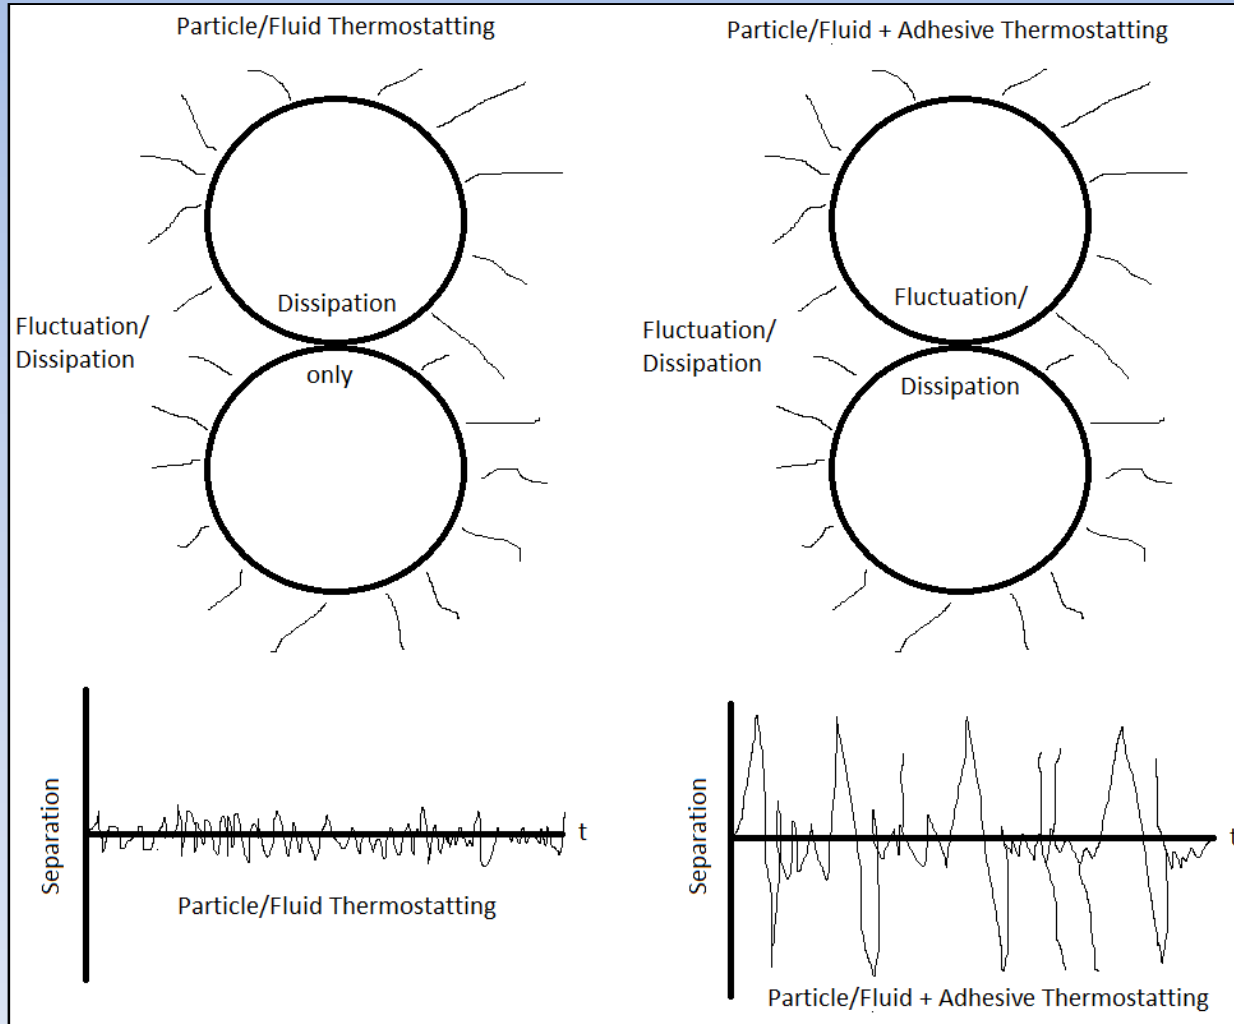 Particle/Fluid Thermostatting
Particle/Fluid + Adhesive Thermostatting
Fluctuation/
Dissipation
Dissipation
only
Fluctuation/
Dissipation
Fluctuation/
Dissipation
Separation
t
Particle/Fluid Thermostatting
Separation
t
Particle/Fluid + Adhesive Thermostatting